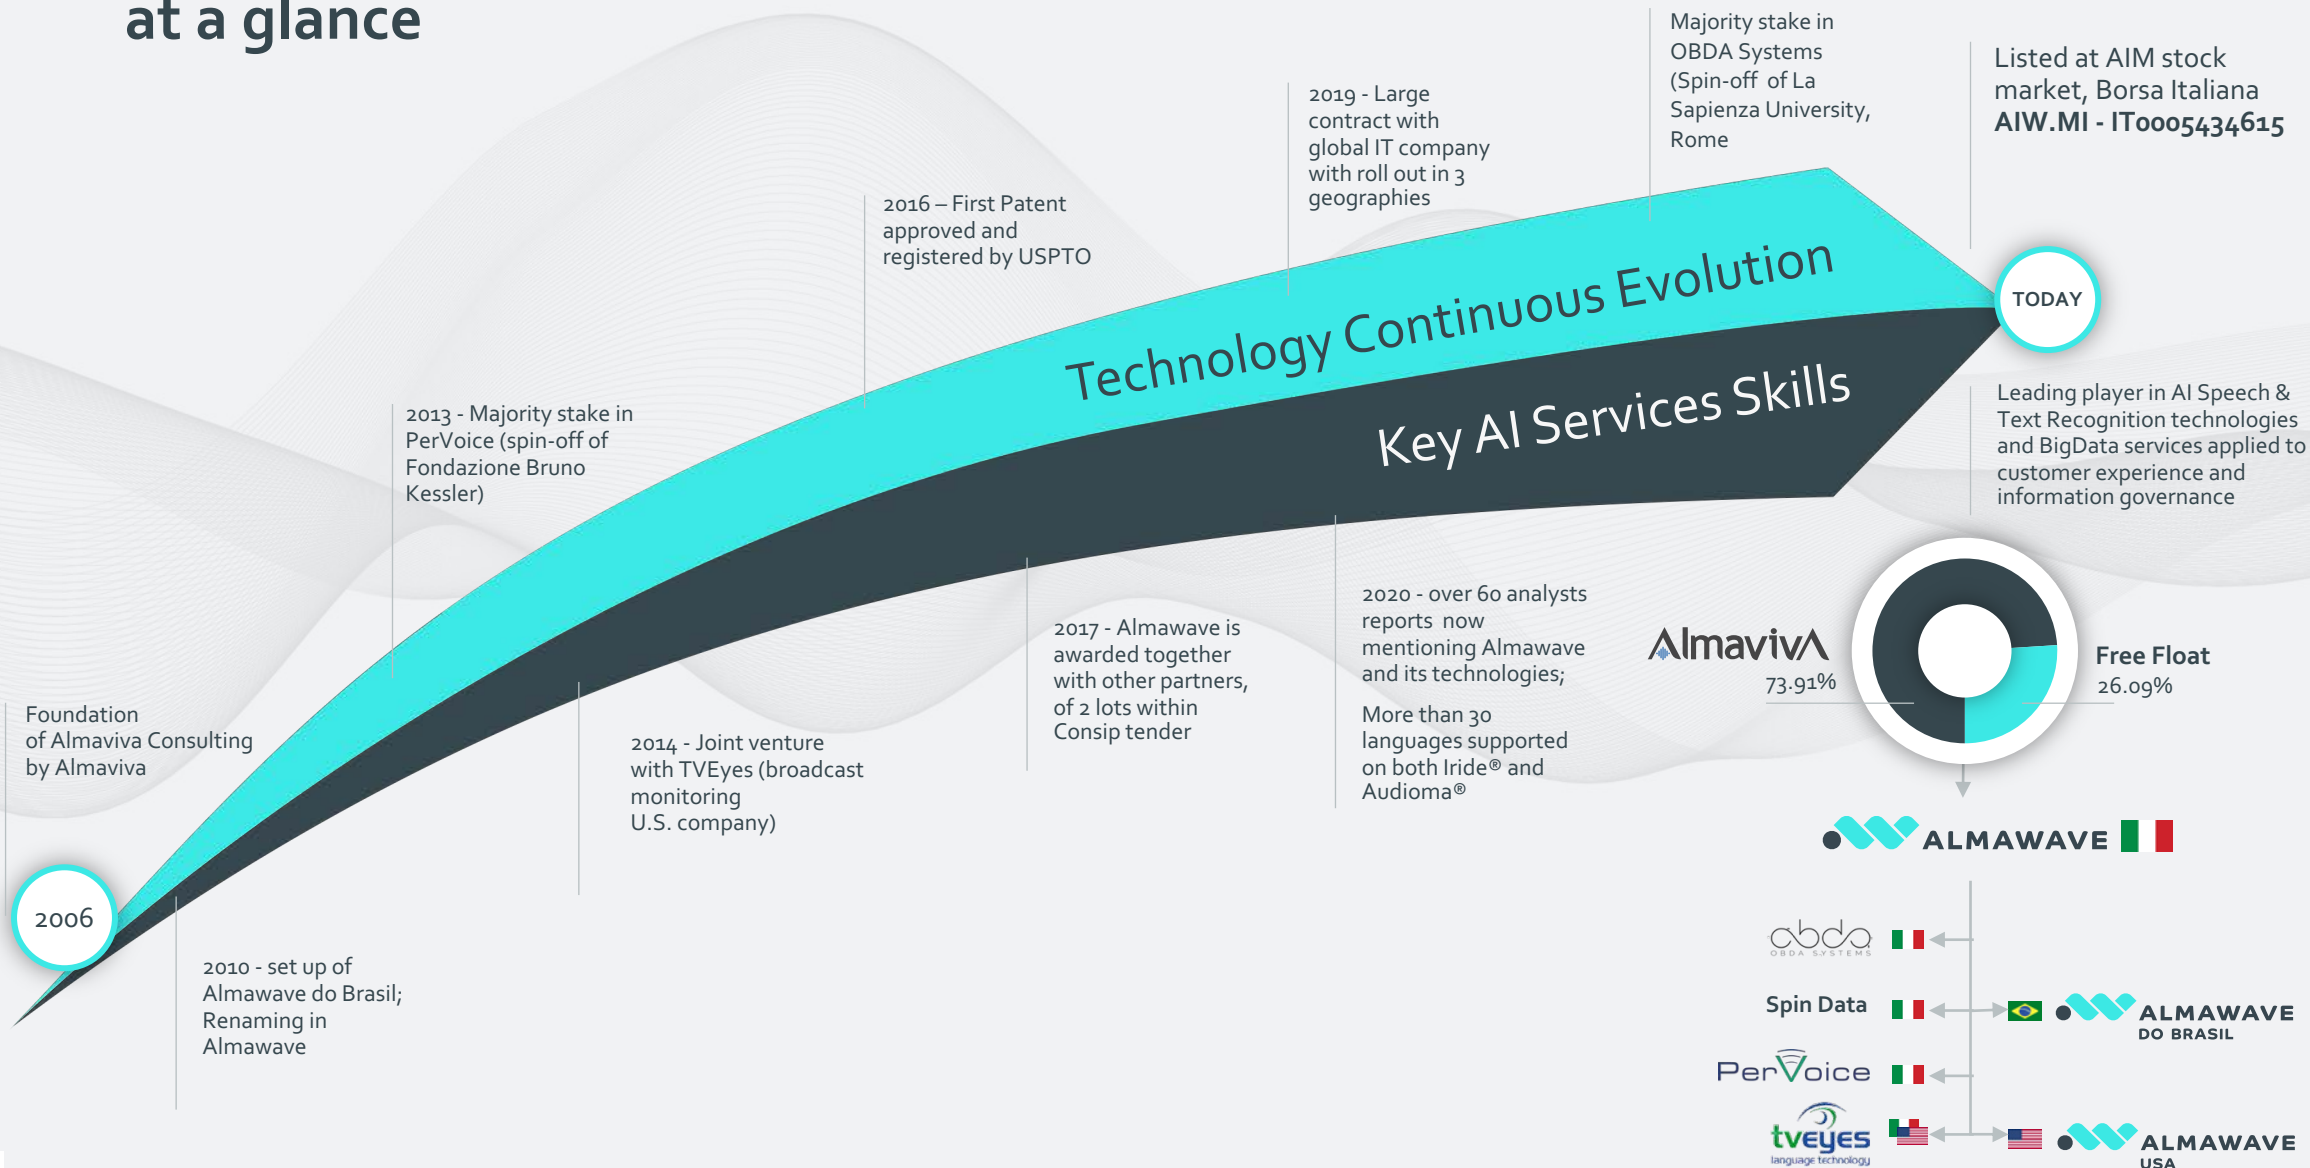 at a glance
Majority stake in
OBDA Systems
(Spin-off of La
Sapienza University,
Rome
Listed at AIM stock
market, Borsa Italiana
AIW.MI - IT0005434615
2019 - Large
contract with
global IT company
with roll out in 3
geographies
2016 – First Patent
approved and
registered by USPTO
Technology Continuous Evolution
TODAY
Key AI Services Skills
Leading player in AI Speech &
Text Recognition technologies
and BigData services applied to
customer experience and
information governance
2013 - Majority stake in
PerVoice (spin-off of
Fondazione Bruno
Kessler)
2020 - over 60 analysts
reports now
mentioning Almawave
and its technologies;
More than 30
languages supported
on both Iride® and
Audioma®
2017 - Almawave is
awarded together
with other partners,
of 2 lots within
Consip tender
AlmavivA
73.91%
Free Float
26.09%
Foundation
of Almaviva Consulting
by Almaviva
2014 - Joint venture
with TVEyes (broadcast
monitoring
U.S. company)
ALMAWAVE
2006
2010 - set up of
Almawave do Brasil;
Renaming in
Almawave
obda
OBDA SYSTEMS
Spin Data
ALMAWAVE
DO BRASIL
PerVoice
tveyes
language technology
ALMAWAVE
USA